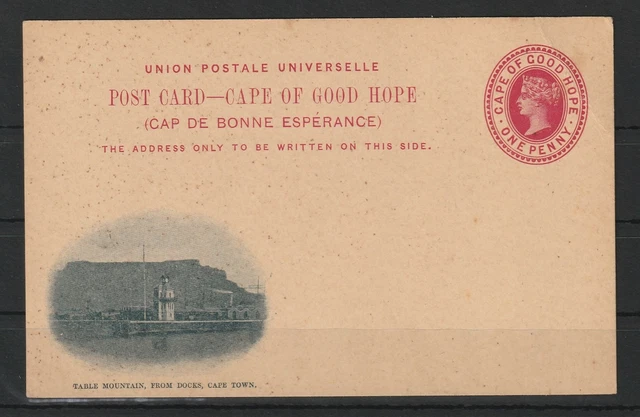 UNION POSTALE UNIVERSELLE
POST CARD—CAPE OF GOOD HOPE
(CAP DE BONNE ESPÉRANCE)
THE ADDRESS ONLY TO BE WRITTEN ON THIS SIDE.
CAPE OF GOOD HOPE
ONE PENNY
TABLE MOUNTAIN, FROM DOCKS, CAPE TOWN.